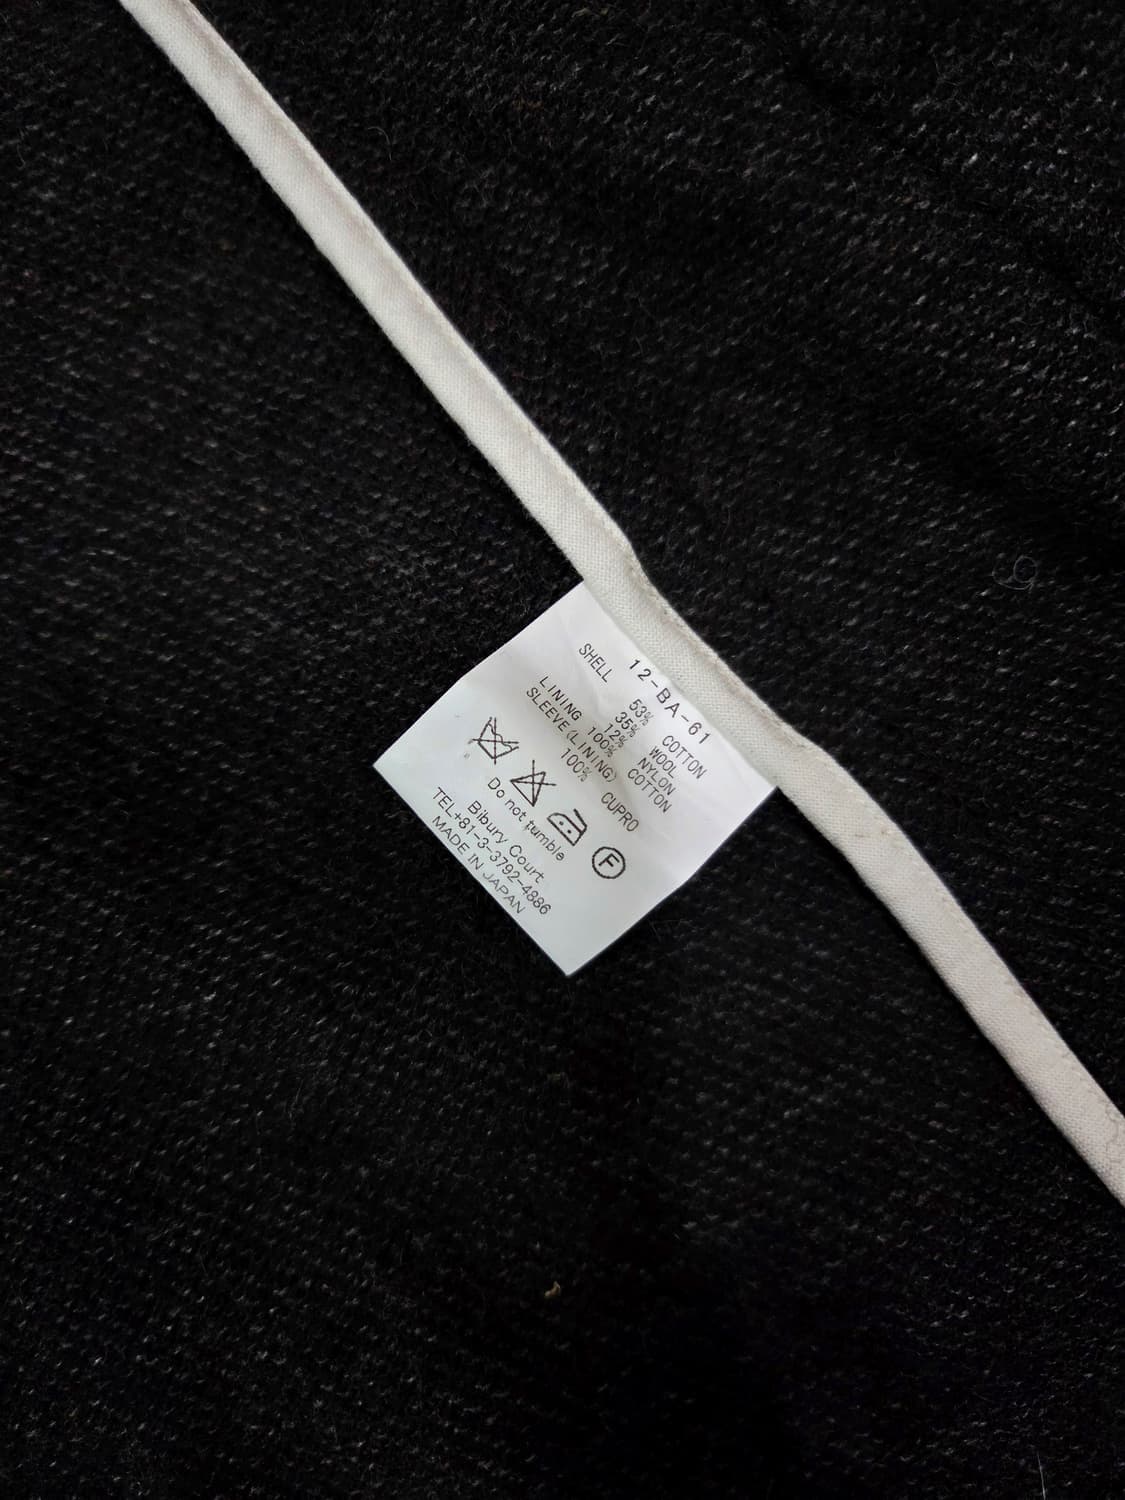 12-BA-61
SHELL 53% COTTON
35% WOOL
12% NYLON
LINING 100% COTTON
SLEEVE(LINING)
100% CUPRO
F
Do not tumble
Bibury Court
TEL+81-3-3792-4886
MADE IN JAPAN